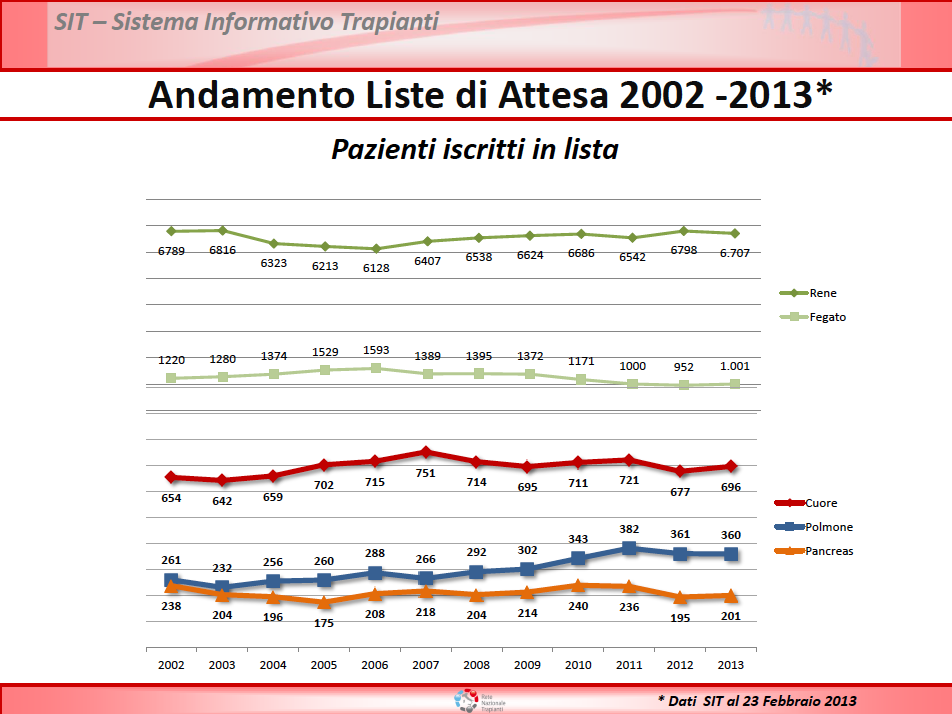 SIT – Sistema Informativo Trapianti
Andamento Liste di Attesa 2002 -2013*
Pazienti iscritti in lista
6789 6816 6323 6213 6128 6407 6538 6624 6686 6542 6798 6.707
Rene
Fegato
1220 1280 1374 1529 1593 1389 1395 1372 1171 1000 952 1.001
654 642 659 702 715 751 714 695 711 721 677 696
Cuore
Polmone
Pancreas
261 232 256 260 288 266 292 302 343 382 361 360
238 204 196 175 208 218 204 214 240 236 195 201
2002 2003 2004 2005 2006 2007 2008 2009 2010 2011 2012 2013
Rete
Nazionale
Trapianti
* Dati SIT al 23 Febbraio 2013